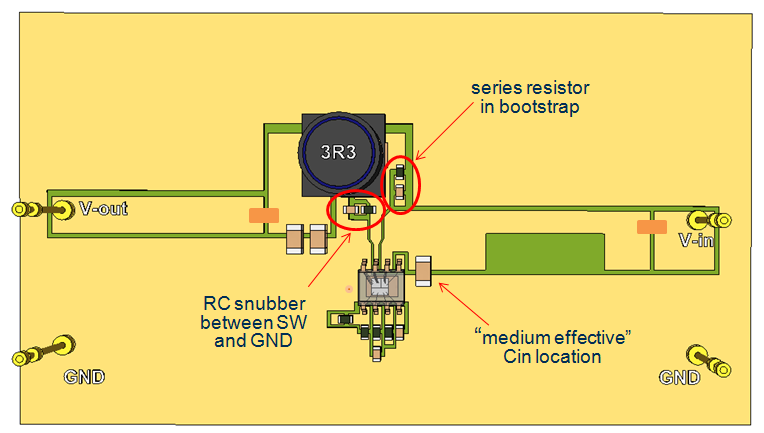 series resistor
in bootstrap
3R3
V-out
V-in
RC snubber
between SW
and GND
“medium effective”
Cin location
GND
GND